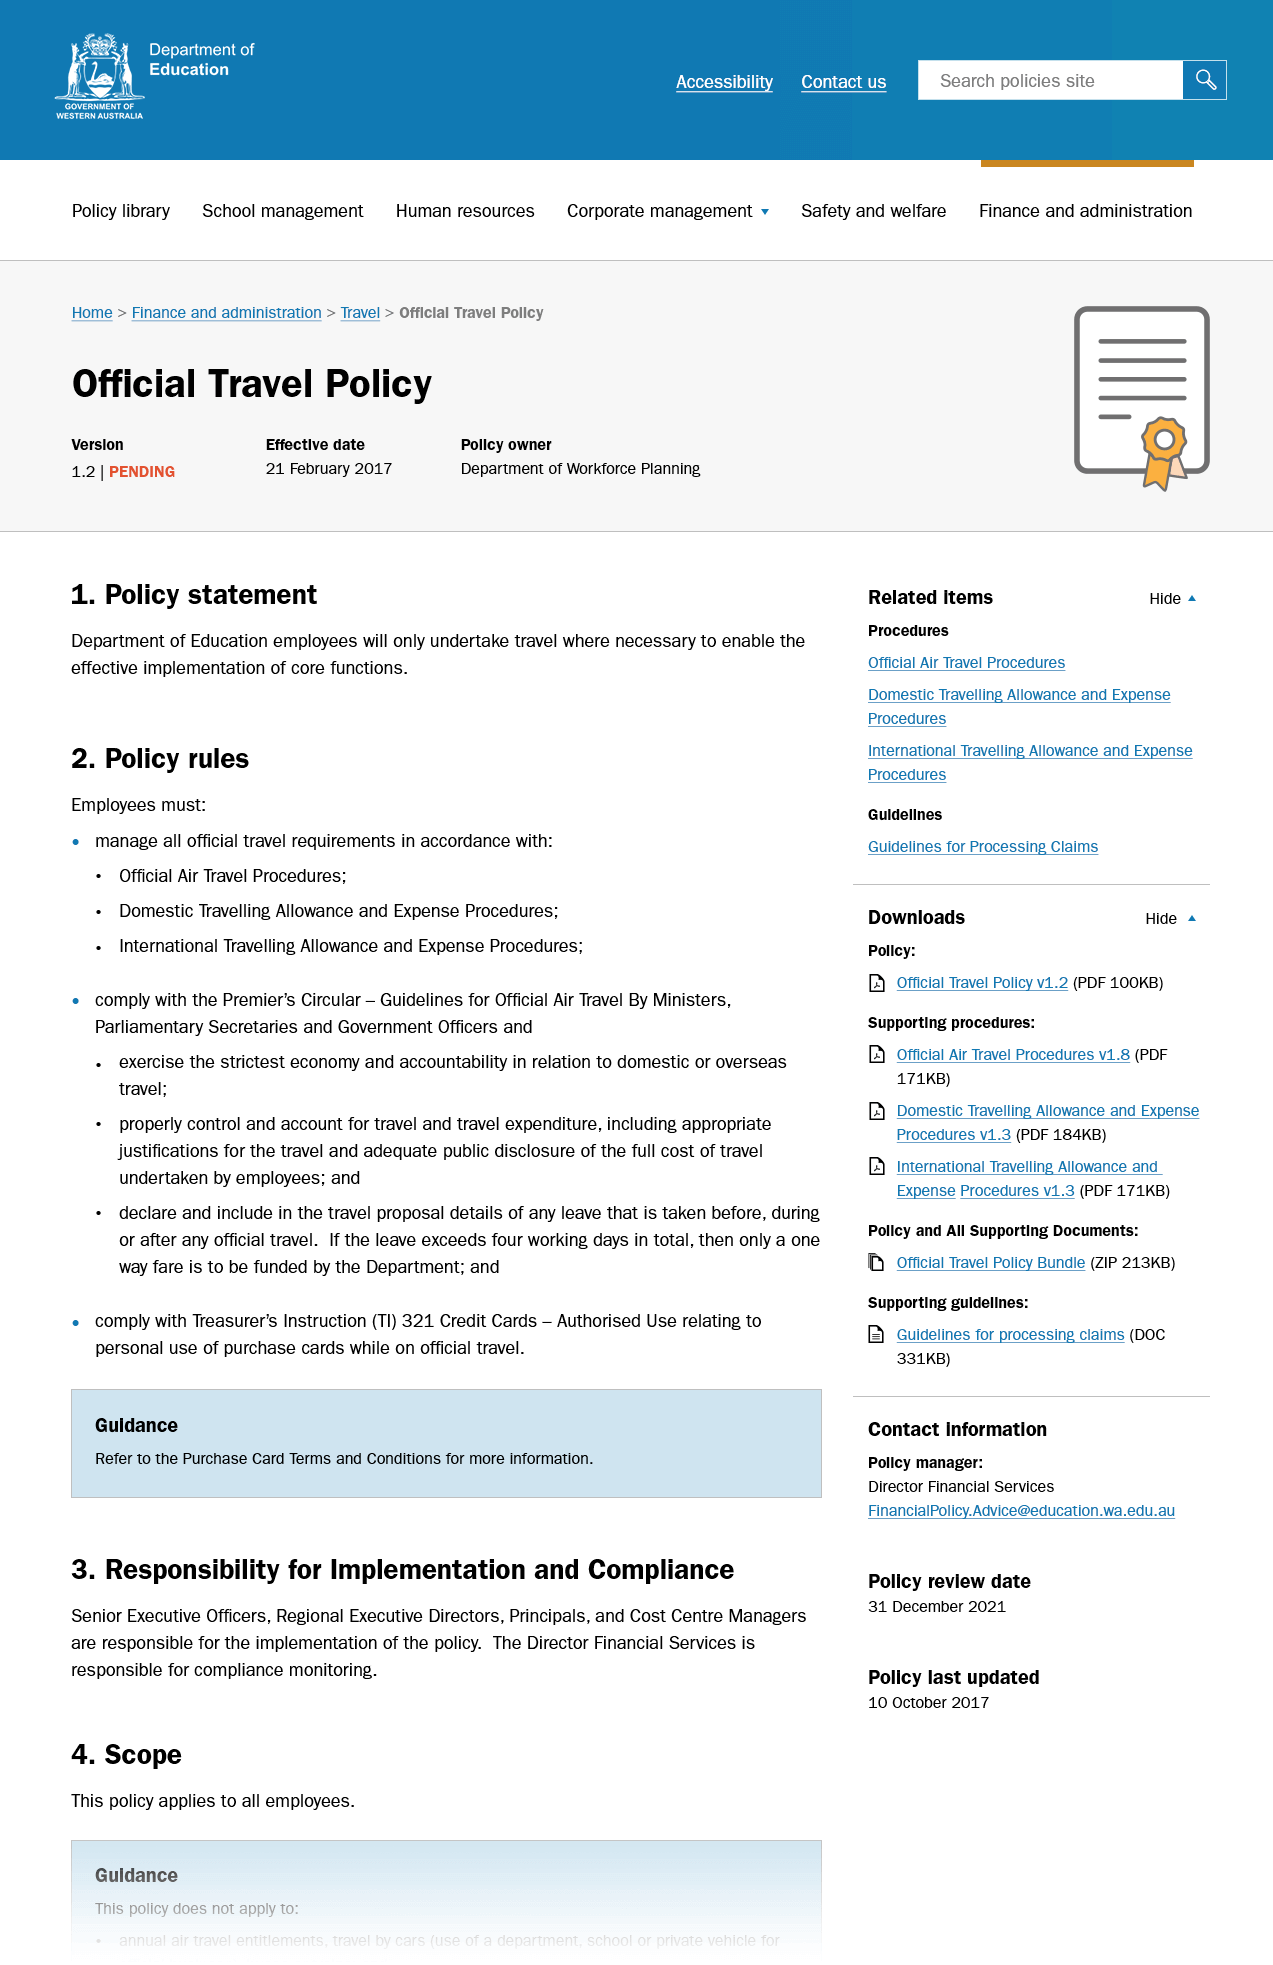 Department of
Education
GOVERNMENT OF
WESTERN AUSTRALIA
Accessibility
Contact us
Search policies site
Policy library
School management
Human resources
Corporate management
Safety and welfare
Finance and administration
Home > Finance and administration > Travel > Official Travel Policy
Official Travel Policy
Version
1.2 | PENDING
Effective date
21 February 2017
Policy owner
Department of Workforce Planning
1. Policy statement
Department of Education employees will only undertake travel where necessary to enable the
effective implementation of core functions.
2. Policy rules
Employees must:
• manage all official travel requirements in accordance with:
• Official Air Travel Procedures;
• Domestic Travelling Allowance and Expense Procedures;
• International Travelling Allowance and Expense Procedures;
• comply with the Premier’s Circular – Guidelines for Official Air Travel By Ministers,
Parliamentary Secretaries and Government Officers and
• exercise the strictest economy and accountability in relation to domestic or overseas
travel;
• properly control and account for travel and travel expenditure, including appropriate
justifications for the travel and adequate public disclosure of the full cost of travel
undertaken by employees; and
• declare and include in the travel proposal details of any leave that is taken before, during
or after any official travel.  If the leave exceeds four working days in total, then only a one
way fare is to be funded by the Department; and
• comply with Treasurer’s Instruction (TI) 321 Credit Cards – Authorised Use relating to
personal use of purchase cards while on official travel.
Guidance
Refer to the Purchase Card Terms and Conditions for more information.
3. Responsibility for Implementation and Compliance
Senior Executive Officers, Regional Executive Directors, Principals, and Cost Centre Managers
are responsible for the implementation of the policy.  The Director Financial Services is
responsible for compliance monitoring.
4. Scope
This policy applies to all employees.
Guidance
This policy does not apply to:
• annual air travel entitlements, travel by cars (use of a department, school or private vehicle for
Related items
Hide
Procedures
Official Air Travel Procedures
Domestic Travelling Allowance and Expense
Procedures
International Travelling Allowance and Expense
Procedures
Guidelines
Guidelines for Processing Claims
Downloads
Hide
Policy:
Official Travel Policy v1.2 (PDF 100KB)
Supporting procedures:
Official Air Travel Procedures v1.8 (PDF
171KB)
Domestic Travelling Allowance and Expense
Procedures v1.3 (PDF 184KB)
International Travelling Allowance and
Expense Procedures v1.3 (PDF 171KB)
Policy and All Supporting Documents:
Official Travel Policy Bundle (ZIP 213KB)
Supporting guidelines:
Guidelines for processing claims (DOC
331KB)
Contact information
Policy manager:
Director Financial Services
FinancialPolicy.Advice@education.wa.edu.au
Policy review date
31 December 2021
Policy last updated
10 October 2017